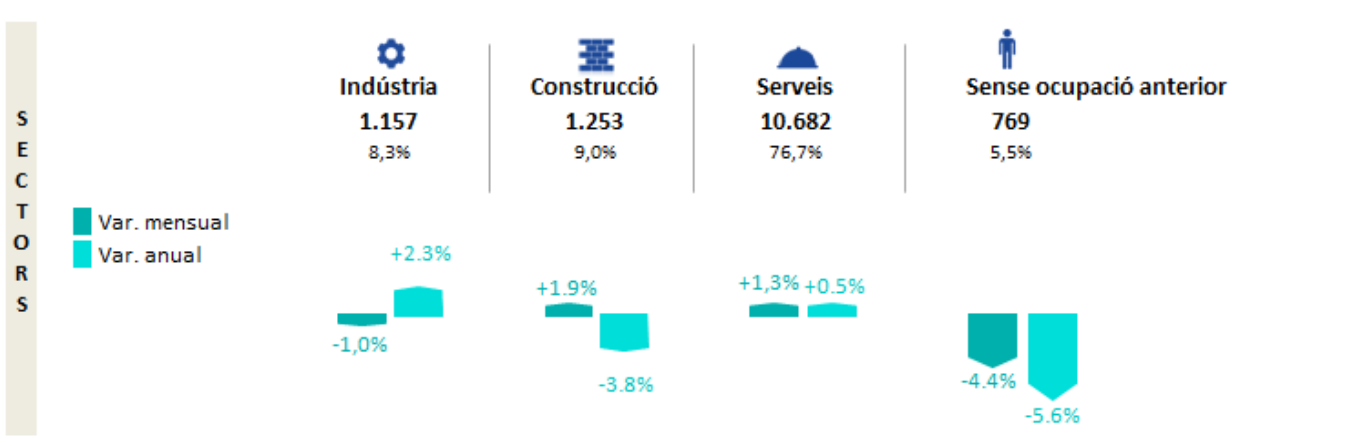 SECTORS
Indústria
1.157
8,3%
Construcció
1.253
9,0%
Serveis
10.682
76,7%
Sense ocupació anterior
769
5,5%
Var. mensual
Var. anual
-1,0%
+2.3%
+1.9%
-3.8%
+1,3%
+0.5%
-4.4%
-5.6%